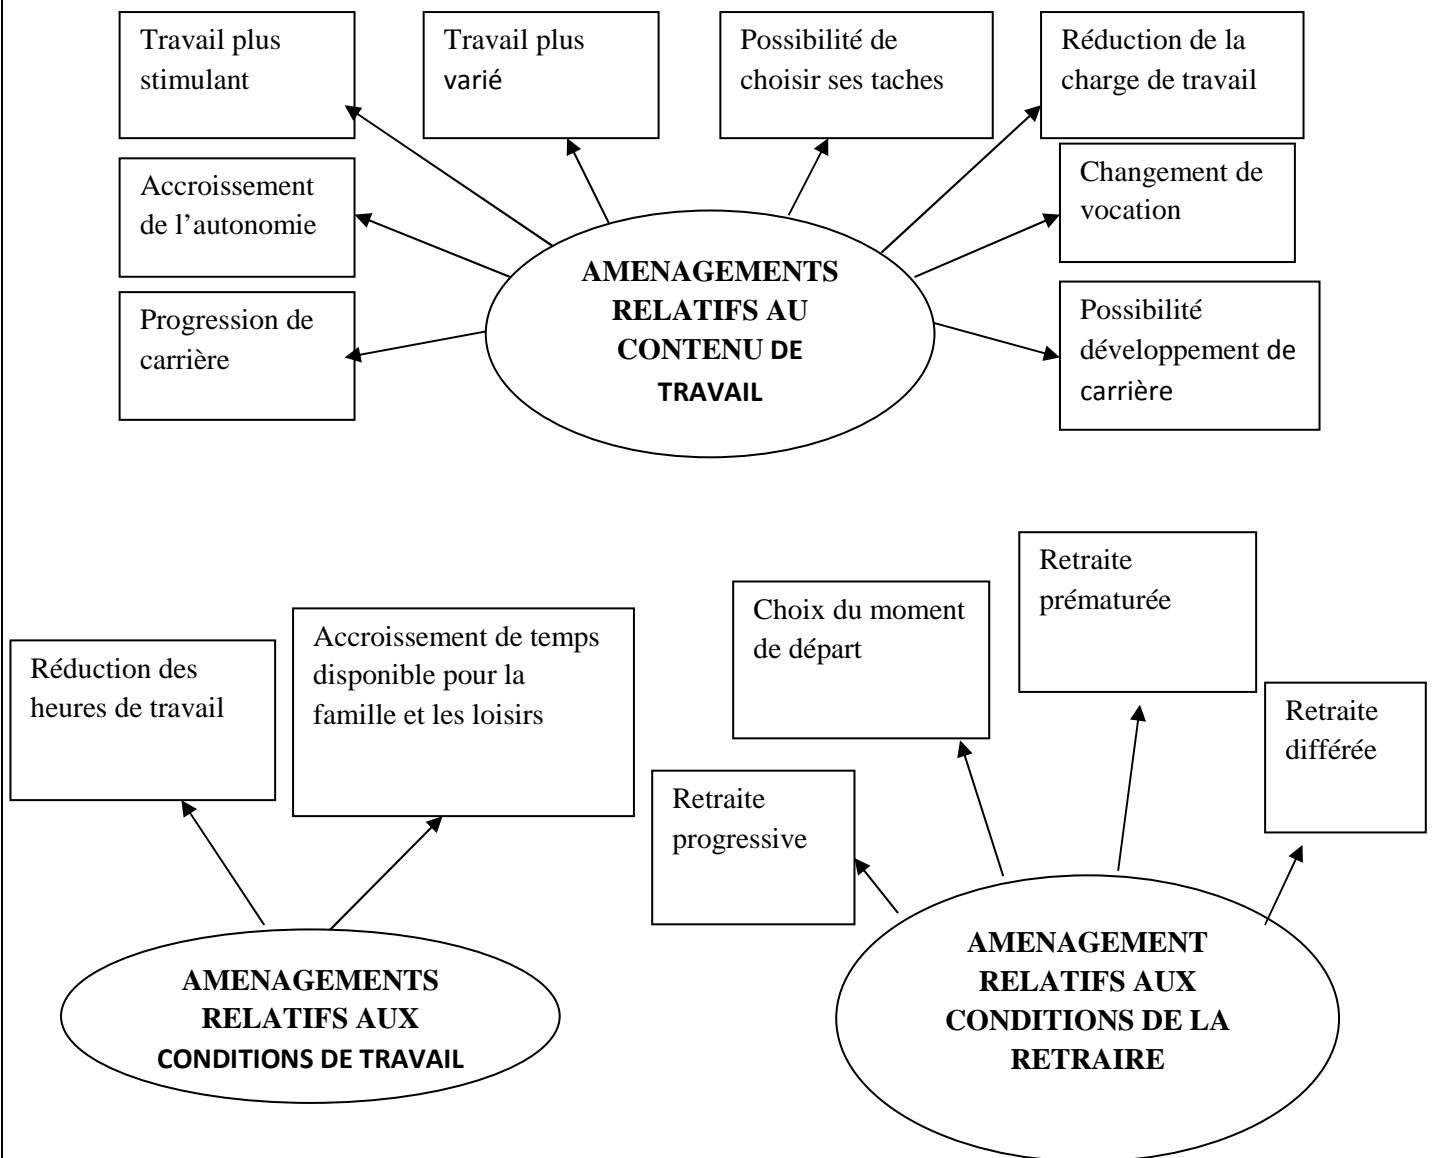 Travail plus
stimulant
Travail plus
varié
Possibilité de
choisir ses taches
Réduction de la
charge de travail
Accroissement
de l’autonomie
Changement de
vocation
Progression de
carrière
Possibilité
développement de
carrière
AMENAGEMENTS
RELATIFS AU
CONTENU DE
TRAVAIL
Réduction des
heures de travail
Accroissement de temps
disponible pour la
famille et les loisirs
AMENAGEMENTS
RELATIFS AUX
CONDITIONS DE TRAVAIL
Retraite
progressive
Choix du moment
de départ
Retraite
prématurée
Retraite
différée
AMENAGEMENT
RELATIFS AUX
CONDITIONS DE LA
RETRAIRE